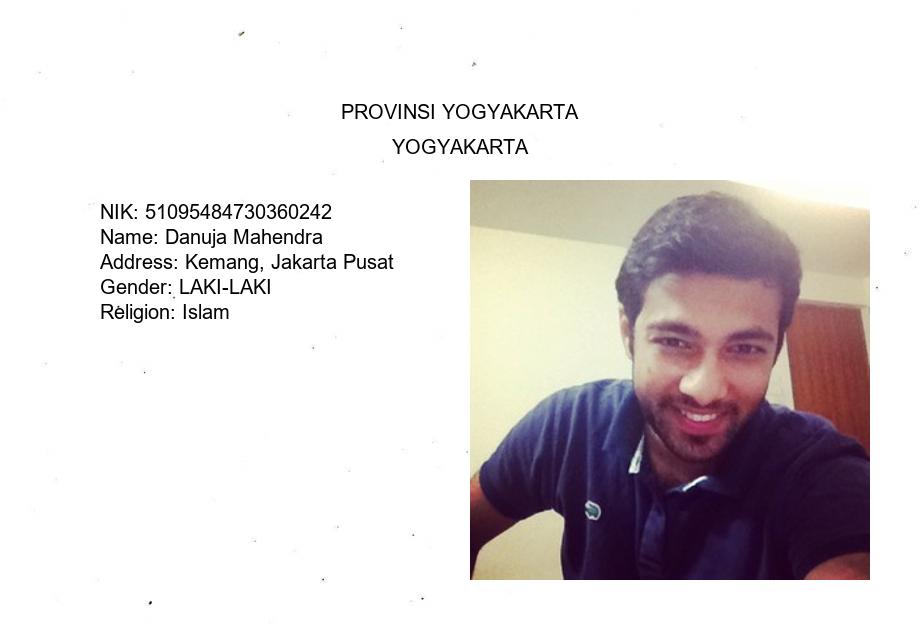 PROVINSI YOGYAKARTA
YOGYAKARTA
NIK: 51095484730360242
Name: Danuja Mahendra
Address: Kemang, Jakarta Pusat
Gender: LAKI-LAKI
Religion: Islam